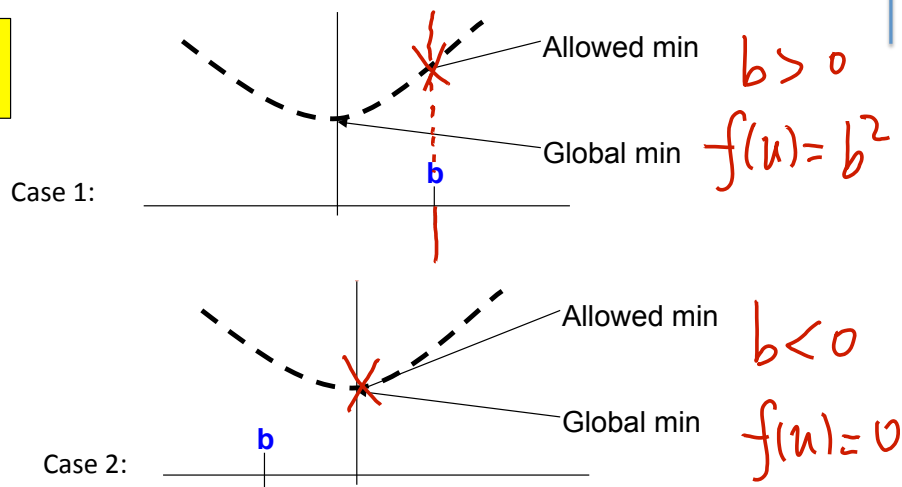 Allowed min
b > 0
Global min
f(u) = b²
b
Case 1:
Allowed min
b < 0
Global min
f(u) = 0
b
Case 2: